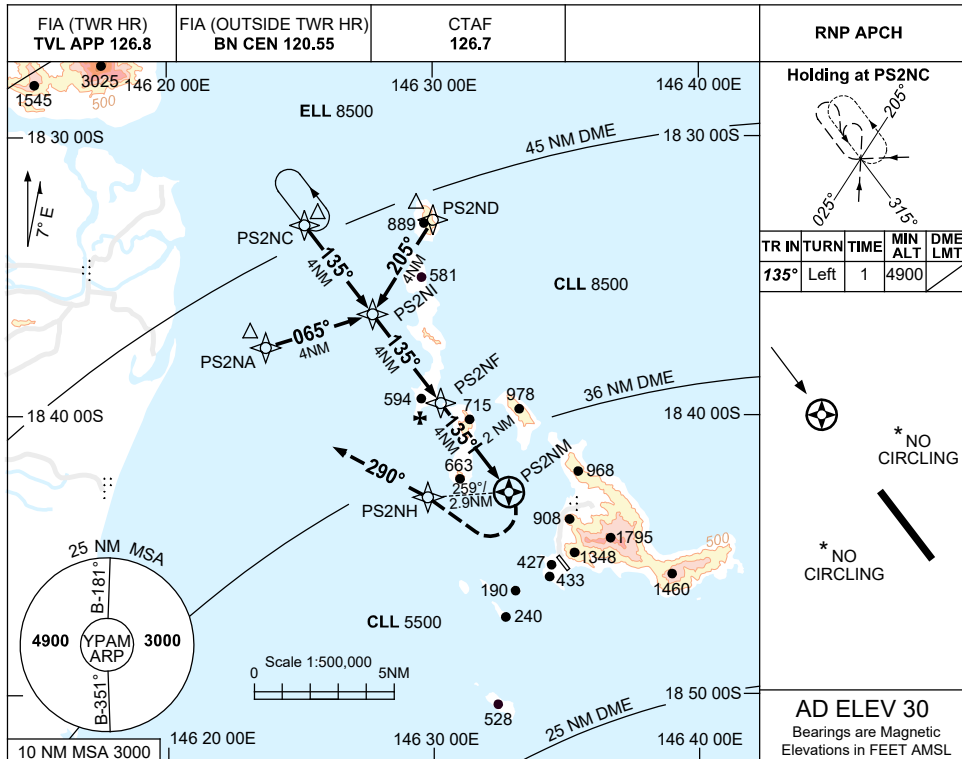 FIA (TWR HR)
TVL APP 126.8
FIA (OUTSIDE TWR HR)
BN CEN 120.55
CTAF
126.7
RNP APCH
3025
1545
500
146 20 00E
146 30 00E
146 40 00E
ELL 8500
18 30 00S
18 30 00S
45 NM DME
7° E
PS2NC
889
PS2ND
135°
4NM
205°
4NM
581
CLL 8500
PS2NI
065°
4NM
PS2NA
135°
4NM
PS2NF
594
715
978
36 NM DME
18 40 00S
18 40 00S
135°
4NM
2 NM
PS2NM
663
968
290°
259°/
2.9NM
PS2NH
908
1795
500
1348
427
433
1460
190
240
CLL 5500
25 NM MSA
B-181°
4900
YPAM
ARP
3000
B-351°
Scale 1:500,000
0
5NM
528
18 50 00S
25 NM DME
10 NM MSA 3000
146 20 00E
146 30 00E
146 40 00E
Holding at PS2NC
205°
025°
315°
TR IN
TURN
TIME
MIN
ALT
DME
LMT
135°
Left
1
4900
*NO
CIRCLING
*NO
CIRCLING
AD ELEV 30
Bearings are Magnetic
Elevations in FEET AMSL